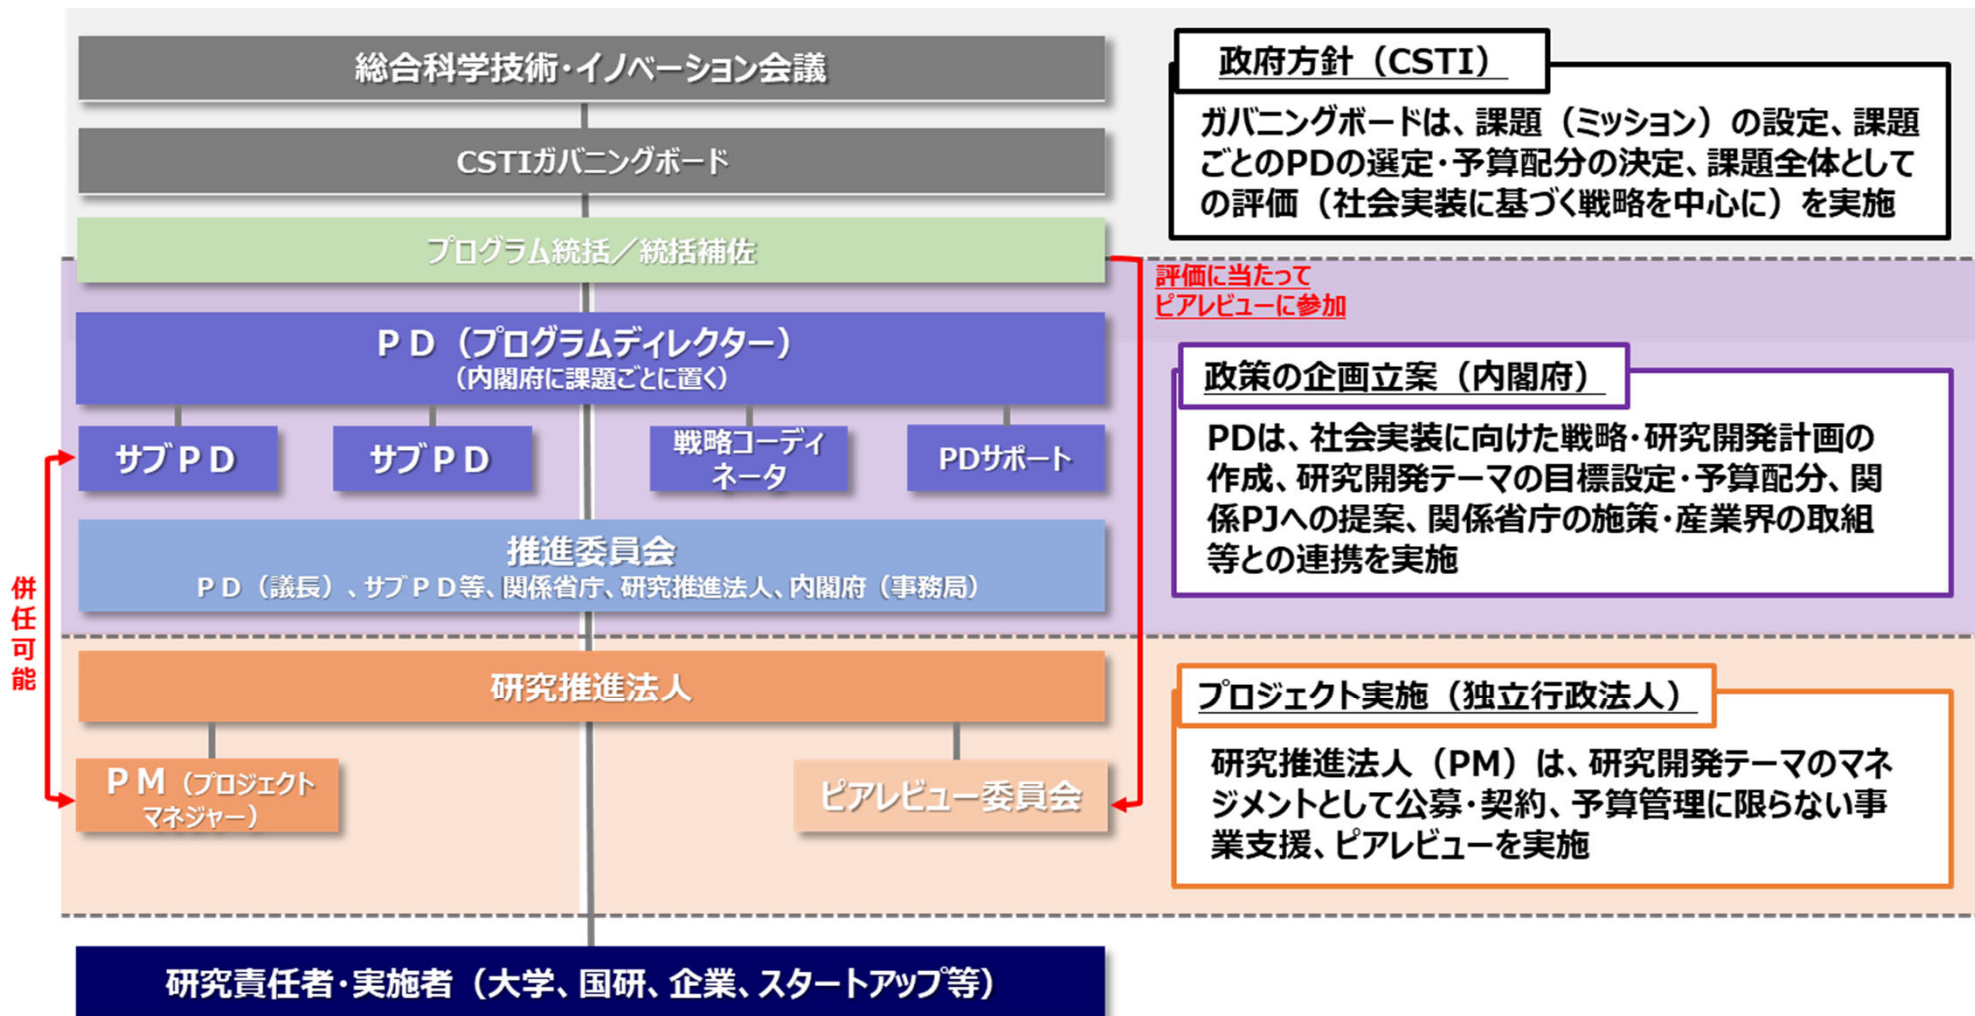 総合科学技術・イノベーション会議
CSTIガバニングボード
プログラム統括／統括補佐
ＰＤ（プログラムディレクター）
（内閣府に課題ごとに置く）
サブＰＤ
サブＰＤ
戦略コーディ
ネータ
PDサポート
推進委員会
ＰＤ（議長）、サブＰＤ等、関係省庁、研究推進法人、内閣府（事務局）
併任可能
研究推進法人
ＰＭ（プロジェクト
マネジャー）
ピアレビュー委員会
研究責任者・実施者（大学、国研、企業、スタートアップ等）
政府方針（CSTI）
ガバニングボードは、課題（ミッション）の設定、課題
ごとのPDの選定・予算配分の決定、課題全体として
の評価（社会実装に基づく戦略を中心に）を実施
評価に当たって
ピアレビューに参加
政策の企画立案（内閣府）
PDは、社会実装に向けた戦略・研究開発計画の
作成、研究開発テーマの目標設定・予算配分、関
係PJへの提案、関係省庁の施策・産業界の取組
等との連携を実施
プロジェクト実施（独立行政法人）
研究推進法人（PM）は、研究開発テーマのマネ
ジメントとして公募・契約、予算管理に限らない事
業支援、ピアレビューを実施